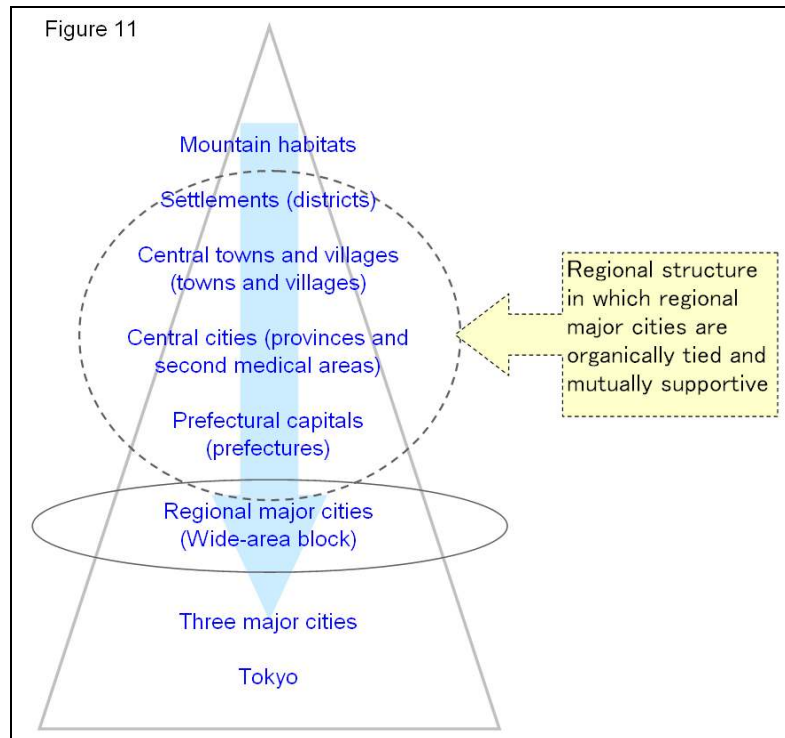 Figure 11
Mountain habitats
Settlements (districts)
Central towns and villages
(towns and villages)
Central cities (provinces and
second medical areas)
Prefectural capitals
(prefectures)
Regional major cities
(Wide-area block)
Three major cities
Tokyo
Regional structure
in which regional
major cities are
organically tied and
mutually supportive